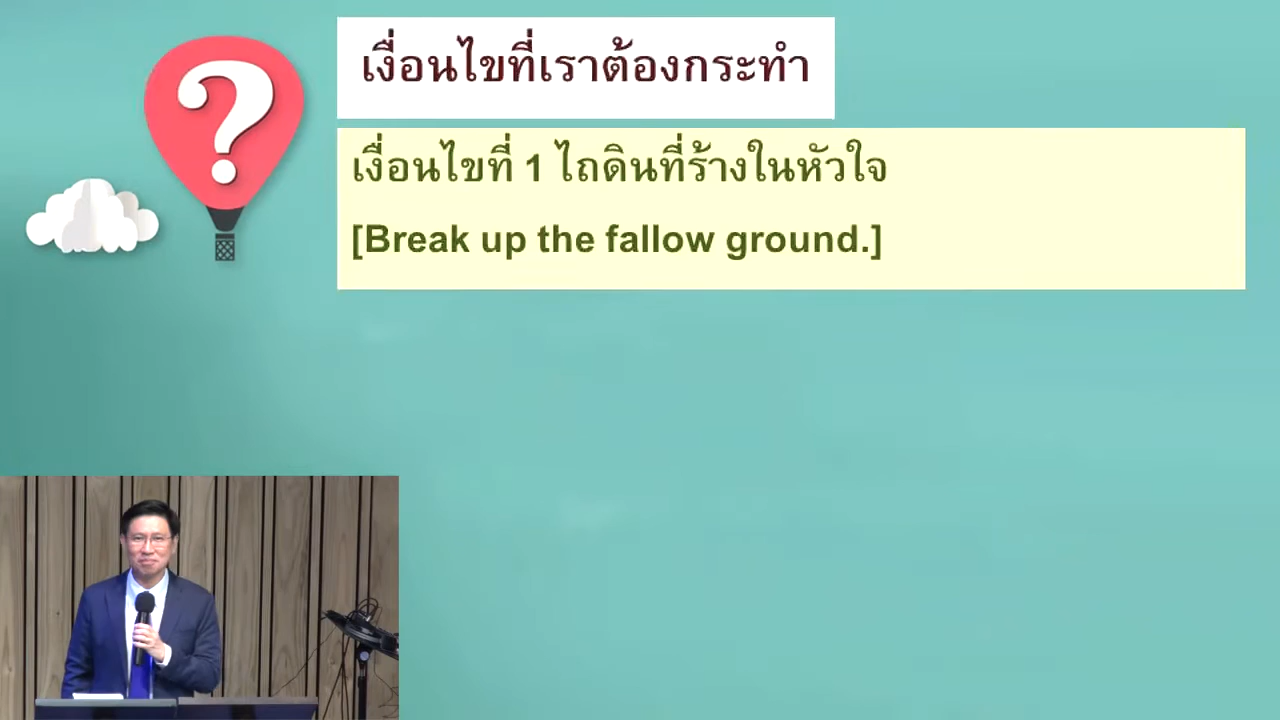 เงื่อนไขที่เราต้องกระทำ
เงื่อนไขที่ 1 ไถดินที่ร้างในหัวใจ
[Break up the fallow ground.]